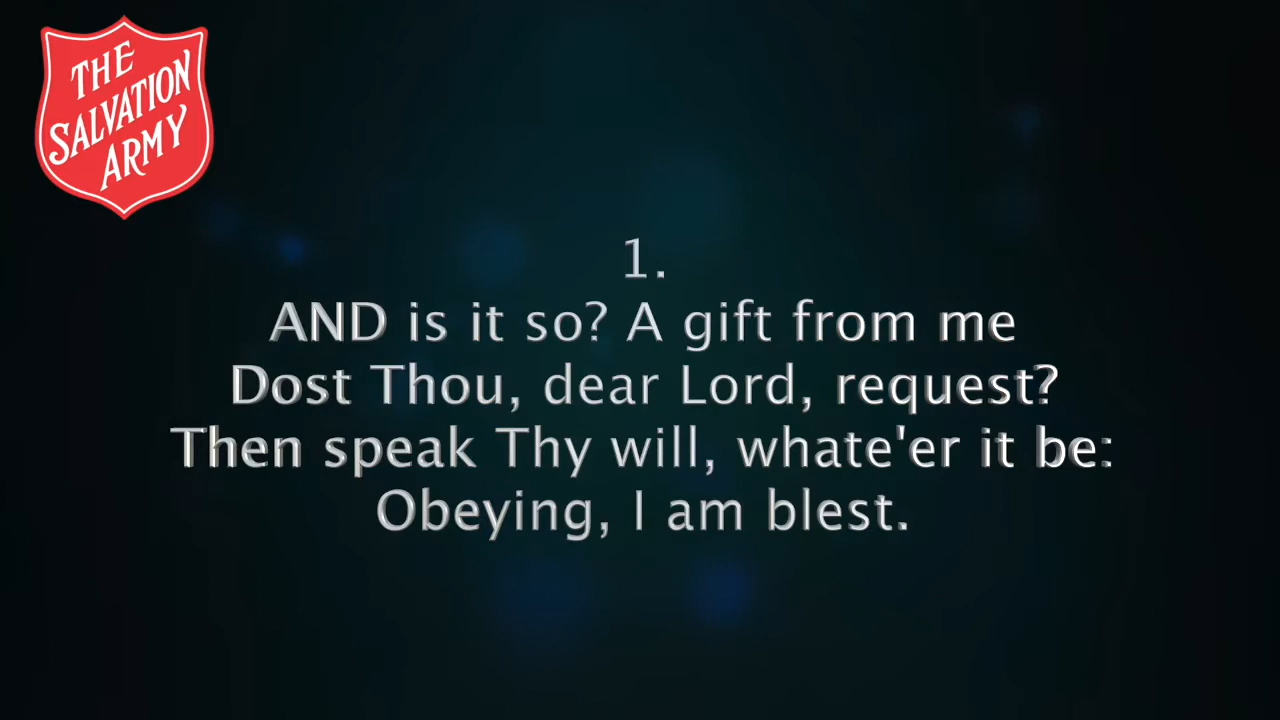 THE
SALVATION
ARMY
1.
AND is it so? A gift from me
Dost Thou, dear Lord, request?
Then speak Thy will, whate'er it be:
Obeying, I am blest.